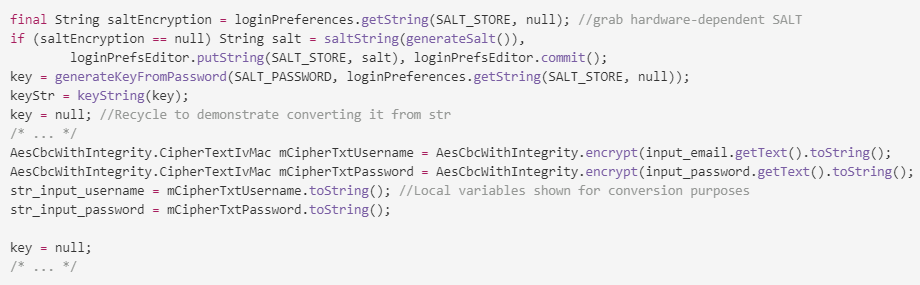 final String saltEncryption = loginPreferences.getString(SALT_STORE, null); //grab hardware-dependent SALT
if (saltEncryption == null) String salt = saltString(generateSalt()),
        loginPrefsEditor.putString(SALT_STORE, salt), loginPrefsEditor.commit();
key = generateKeyFromPassword(SALT_PASSWORD, loginPreferences.getString(SALT_STORE, null));
keyStr = keyString(key);
key = null; //Recycle to demonstrate converting it from str
/* ... */
AesCbcWithIntegrity.CipherTextIvMac mCipherTxtUsername = AesCbcWithIntegrity.encrypt(input_email.getText().toString();
AesCbcWithIntegrity.CipherTextIvMac mCipherTxtPassword = AesCbcWithIntegrity.encrypt(input_password.getText().toString();
str_input_username = mCipherTxtUsername.toString(); //Local variables shown for conversion purposes
str_input_password = mCipherTxtPassword.toString();

key = null;
/* ... */